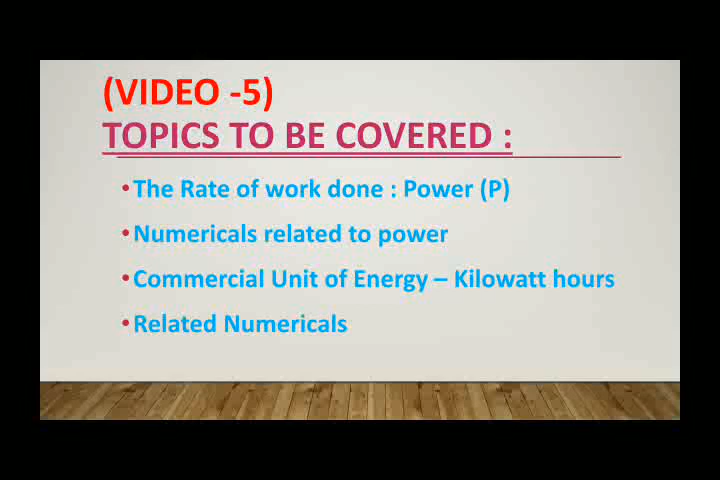 (VIDEO -5)
TOPICS TO BE COVERED :
•The Rate of work done : Power (P)
•Numericals related to power
•Commercial Unit of Energy – Kilowatt hours
•Related Numericals